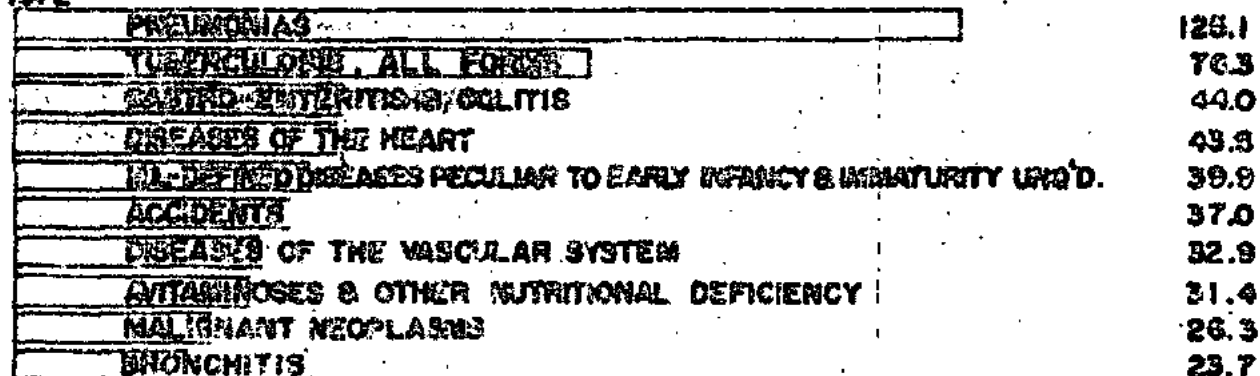 PNEUMONIAS 128.1
TUBERCULOSIS, ALL FORMS 76.3
GASTRO-ENTERITIS & COLITIS 44.0
DISEASES OF THE HEART 43.8
ILL-DEFINED DISEASES PECULIAR TO EARLY INFANCY & IMMATURITY UNQ'D. 39.9
ACCIDENTS 37.0
DISEASES OF THE VASCULAR SYSTEM 32.9
AVITAMINOSES & OTHER NUTRITIONAL DEFICIENCY 31.4
MALIGNANT NEOPLASMS 26.3
BRONCHITIS 23.7